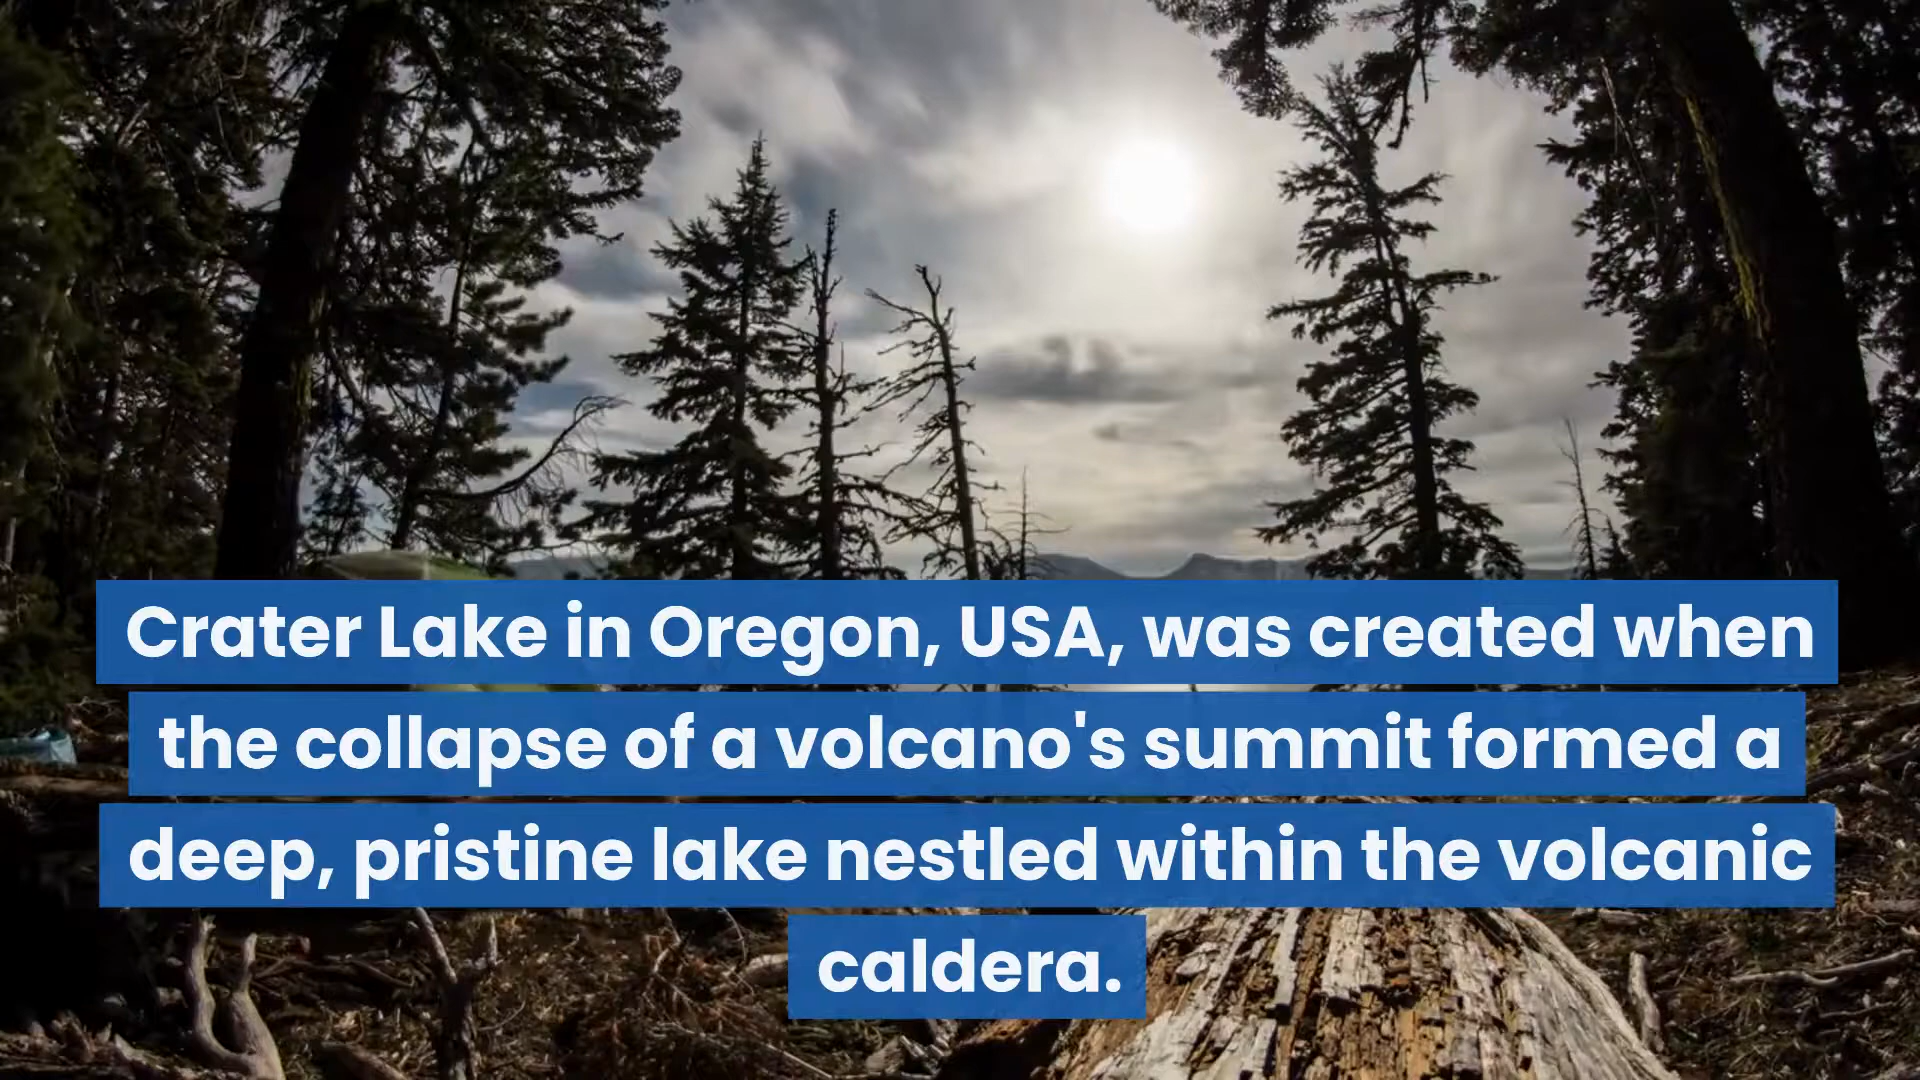 Crater Lake in Oregon, USA, was created when
the collapse of a volcano's summit formed a
deep, pristine lake nestled within the volcanic
caldera.